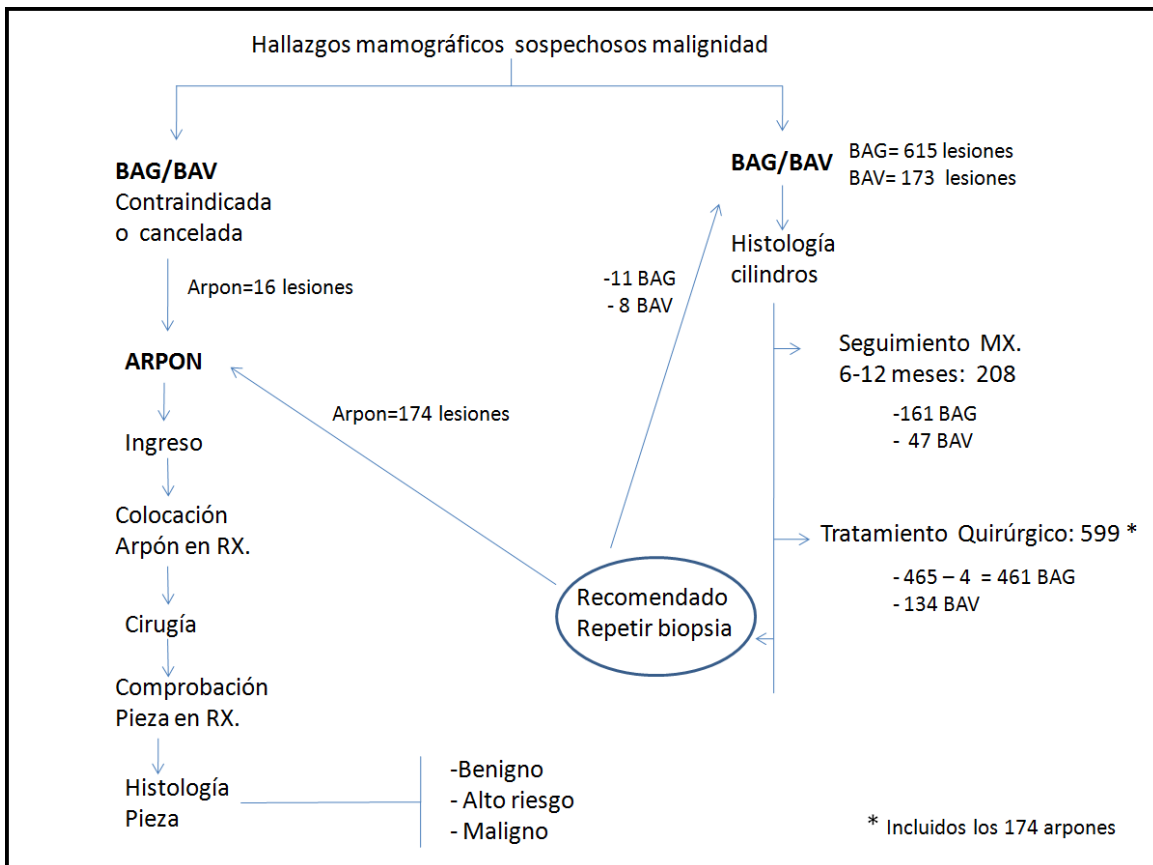 Hallazgos mamográficos sospechosos malignidad
BAG/BAV
Contraindicada
o cancelada
Arpon=16 lesiones
ARPON
Ingreso
Colocación
Arpón en RX.
Cirugía
Comprobación
Pieza en RX.
Histología
Pieza
-Benigno
- Alto riesgo
- Maligno
Arpon=174 lesiones
-11 BAG
- 8 BAV
Recomendado
Repetir biopsia
BAG/BAV
BAG= 615 lesiones
BAV= 173 lesiones
Histología
cilindros
Seguimiento MX.
6-12 meses: 208
-161 BAG
- 47 BAV
Tratamiento Quirúrgico: 599 *
- 465 – 4 = 461 BAG
- 134 BAV
* Incluidos los 174 arpones